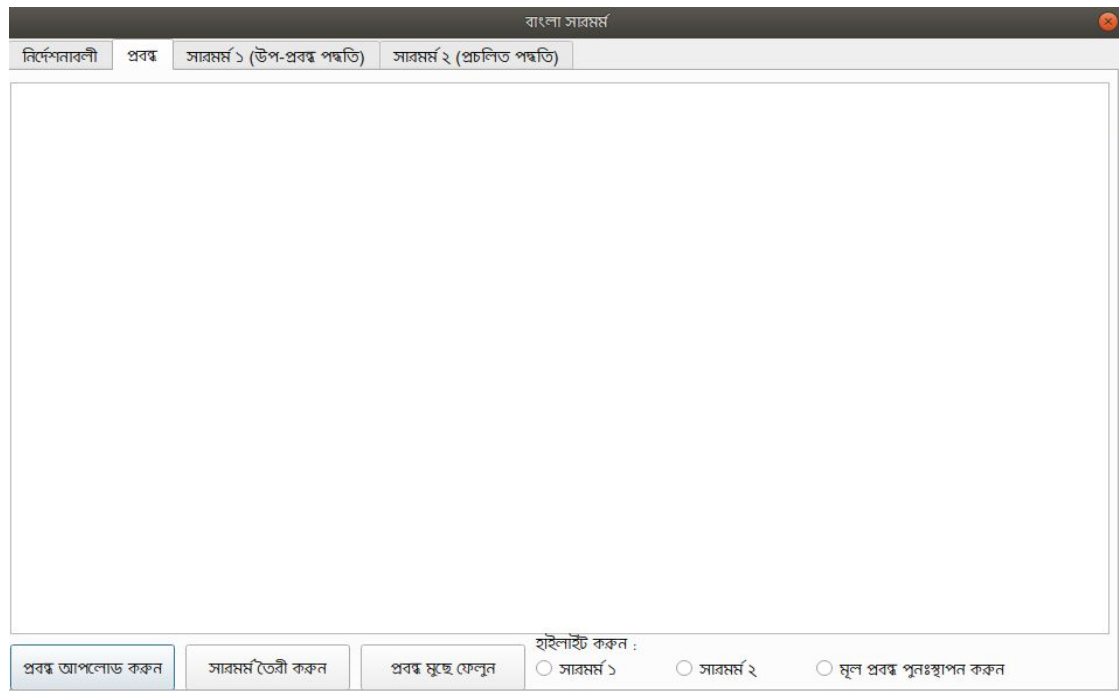 বাংলা সারমর্ম
নির্দেশনাবলী প্রবন্ধ সারমর্ম ১ (উপ-প্রবন্ধ পদ্ধতি) সারমর্ম ২ (প্রচলিত পদ্ধতি)
হাইলাইট করুন :
প্রবন্ধ আপলোড করুন সারমর্ম তৈরী করুন প্রবন্ধ মুছে ফেলুন সারমর্ম ১ সারমর্ম ২ মূল প্রবন্ধ পুনঃস্থাপন করুন